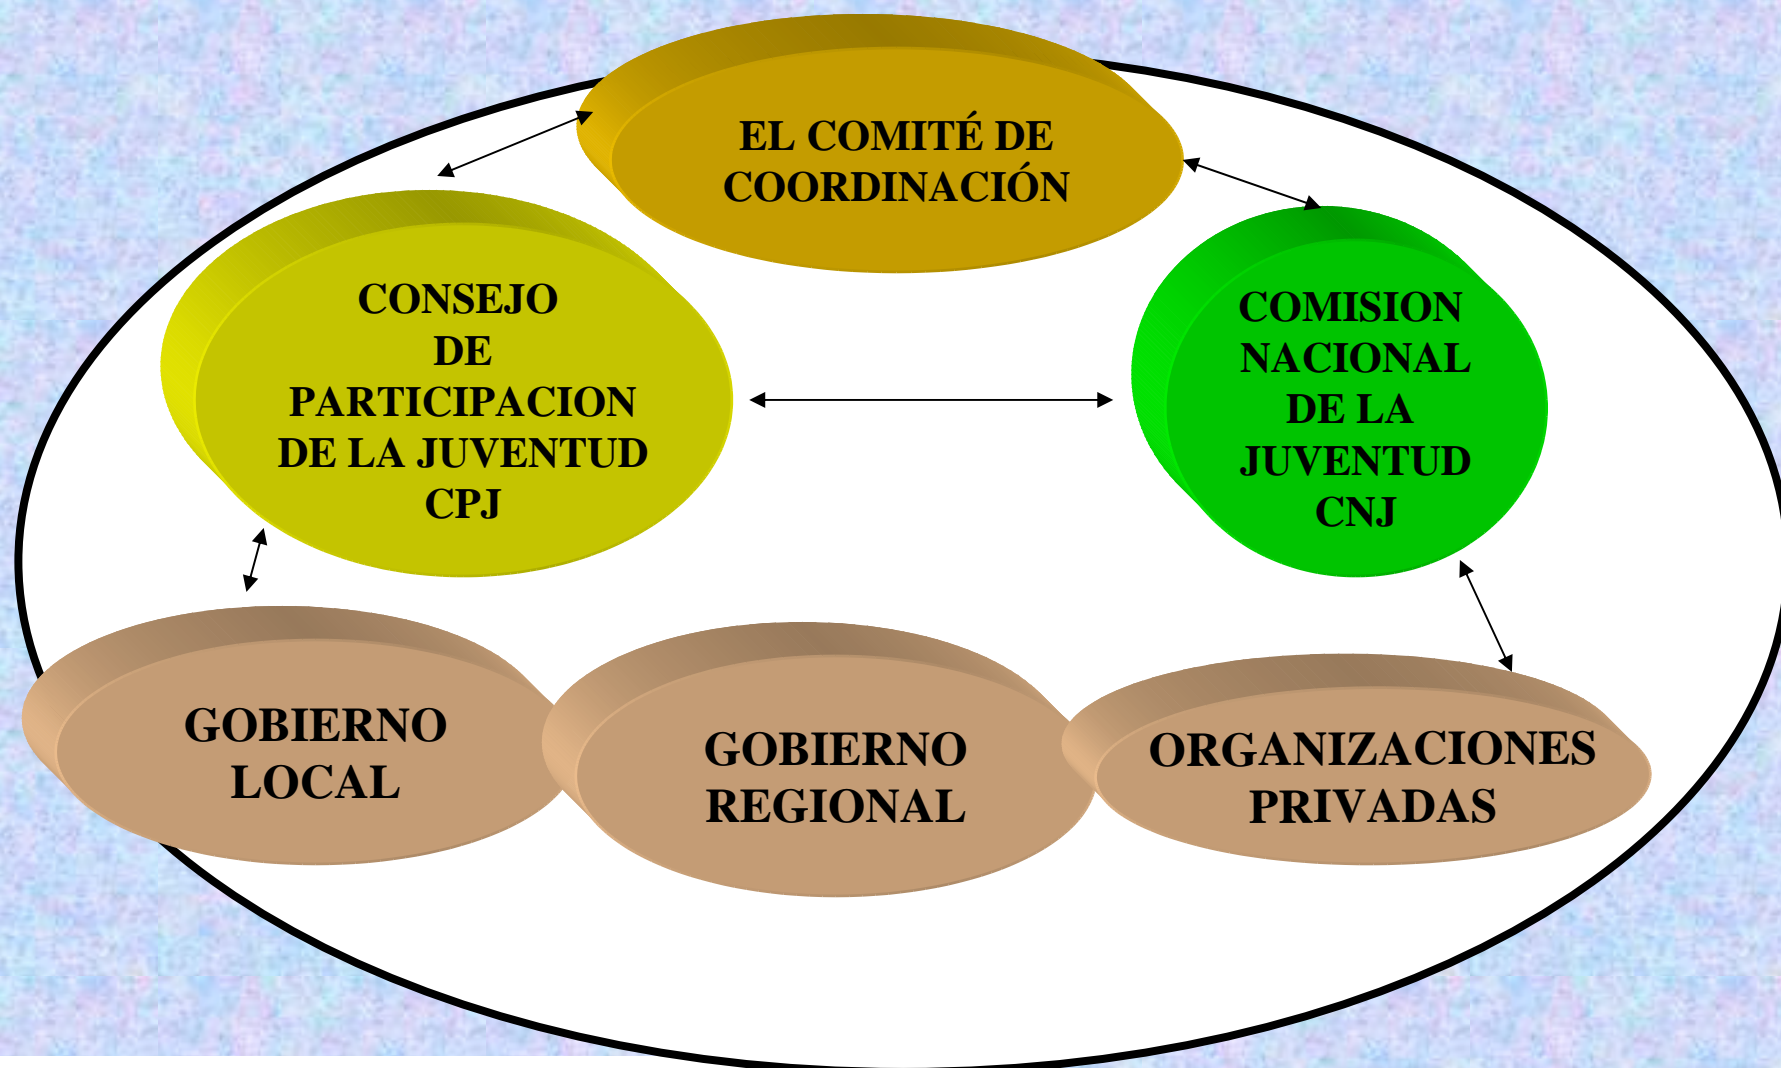 EL COMITÉ DE
COORDINACIÓN
CONSEJO
DE
PARTICIPACION
DE LA JUVENTUD
CPJ
COMISION
NACIONAL
DE LA
JUVENTUD
CNJ
GOBIERNO
LOCAL
GOBIERNO
REGIONAL
ORGANIZACIONES
PRIVADAS